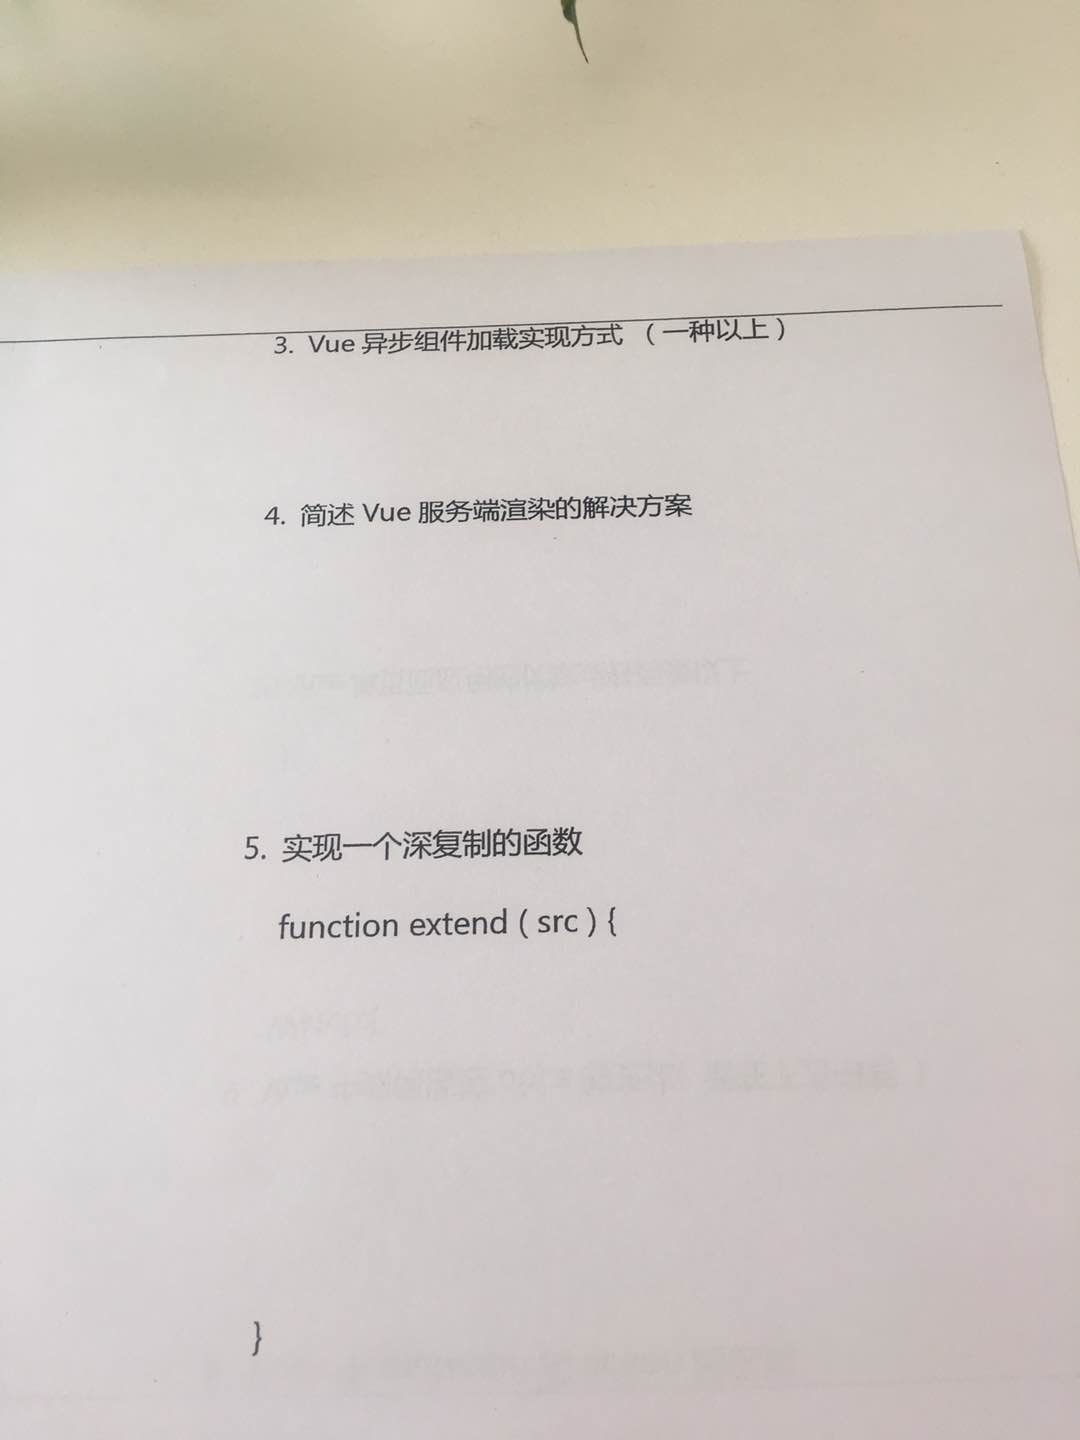 3. Vue 异步组件加载实现方式 （一种以上）
4. 简述 Vue 服务端渲染的解决方案
5. 实现一个深复制的函数
function extend ( src ) {
}